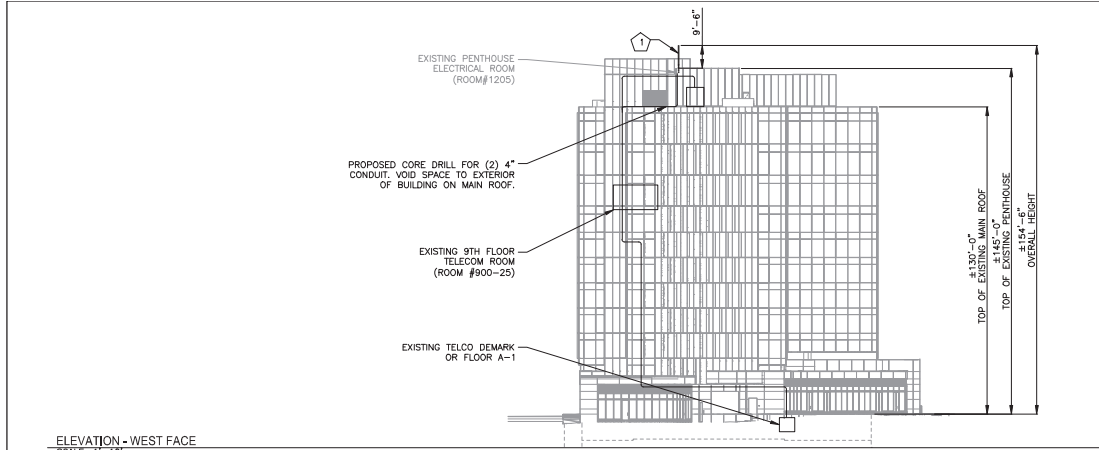 9'-6"
1
EXISTING PENTHOUSE
ELECTRICAL ROOM
(ROOM#1205)
PROPOSED CORE DRILL FOR (2) 4"
CONDUIT. VOID SPACE TO EXTERIOR
OF BUILDING ON MAIN ROOF.
EXISTING 9TH FLOOR
TELECOM ROOM
(ROOM #900-25)
EXISTING TELCO DEMARK
OR FLOOR A-1
±130'-0"
TOP OF EXISTING MAIN ROOF
±145'-0"
TOP OF EXISTING PENTHOUSE
±154'-6"
OVERALL HEIGHT
ELEVATION - WEST FACE